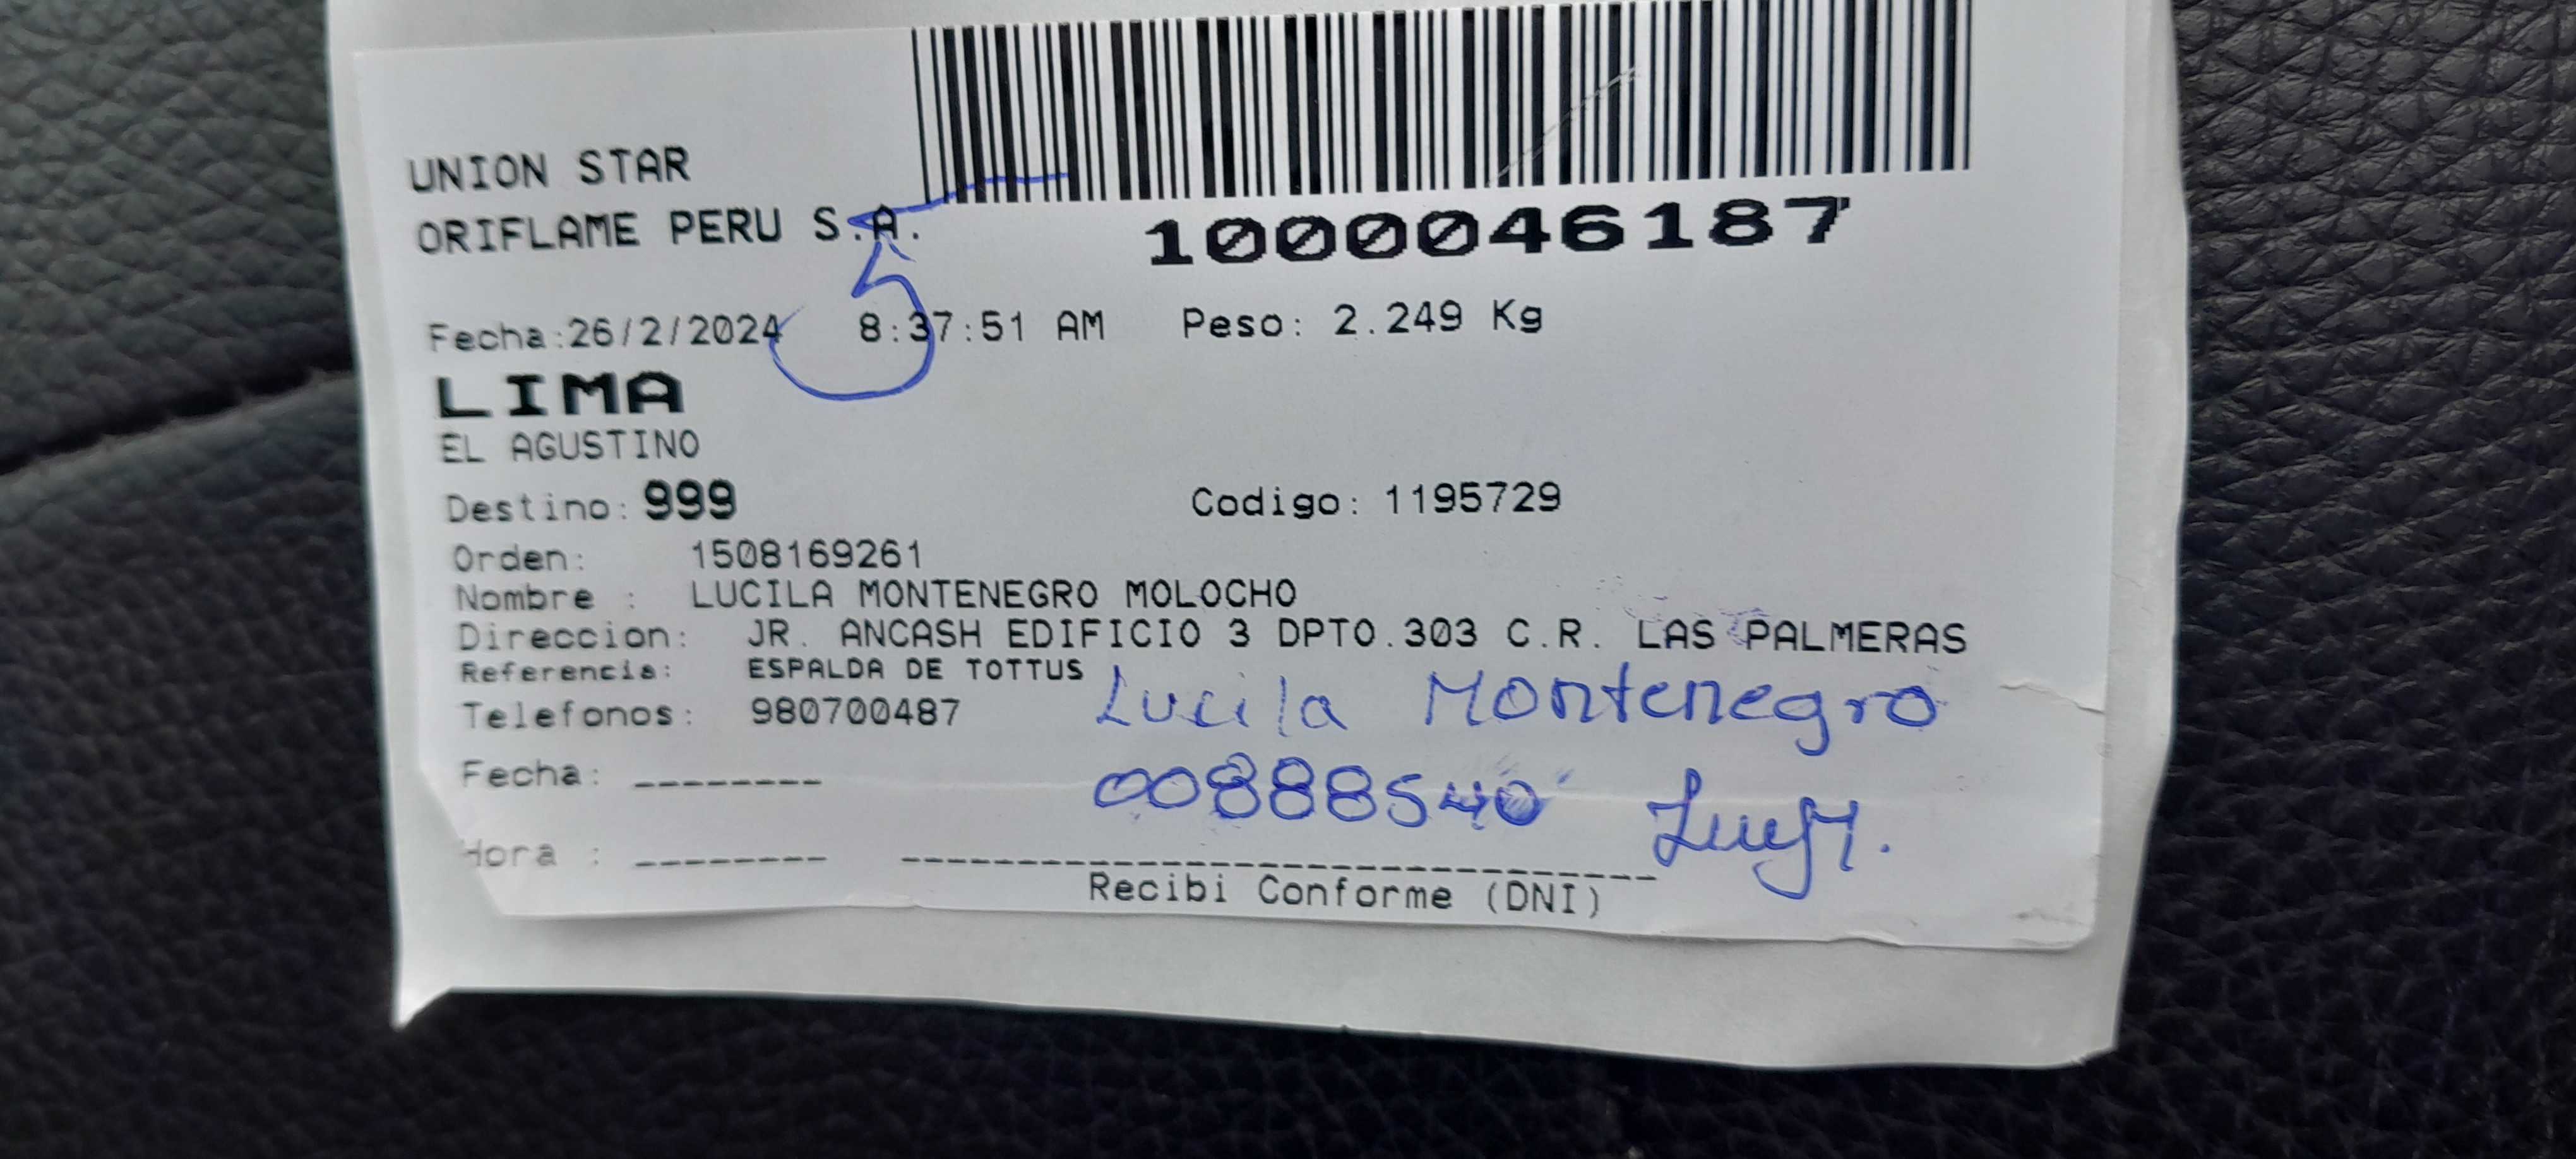 UNION STAR
ORIFLAME PERU S.A.
1000046187
5
Fecha:26/2/2024 8:37:51 AM Peso: 2.249 Kg
LIMA
EL AGUSTINO
Destino: 999 Codigo: 1195729
Orden: 1508169261
Nombre : LUCILA MONTENEGRO MOLOCHO
Direccion: JR. ANCASH EDIFICIO 3 DPTO.303 C.R. LAS PALMERAS
Referencia: ESPALDA DE TOTTUS
Telefonos: 980700487
Lucila Montenegro
Fecha: --------
00888540
Hora : --------
Recibi Conforme (DNI)